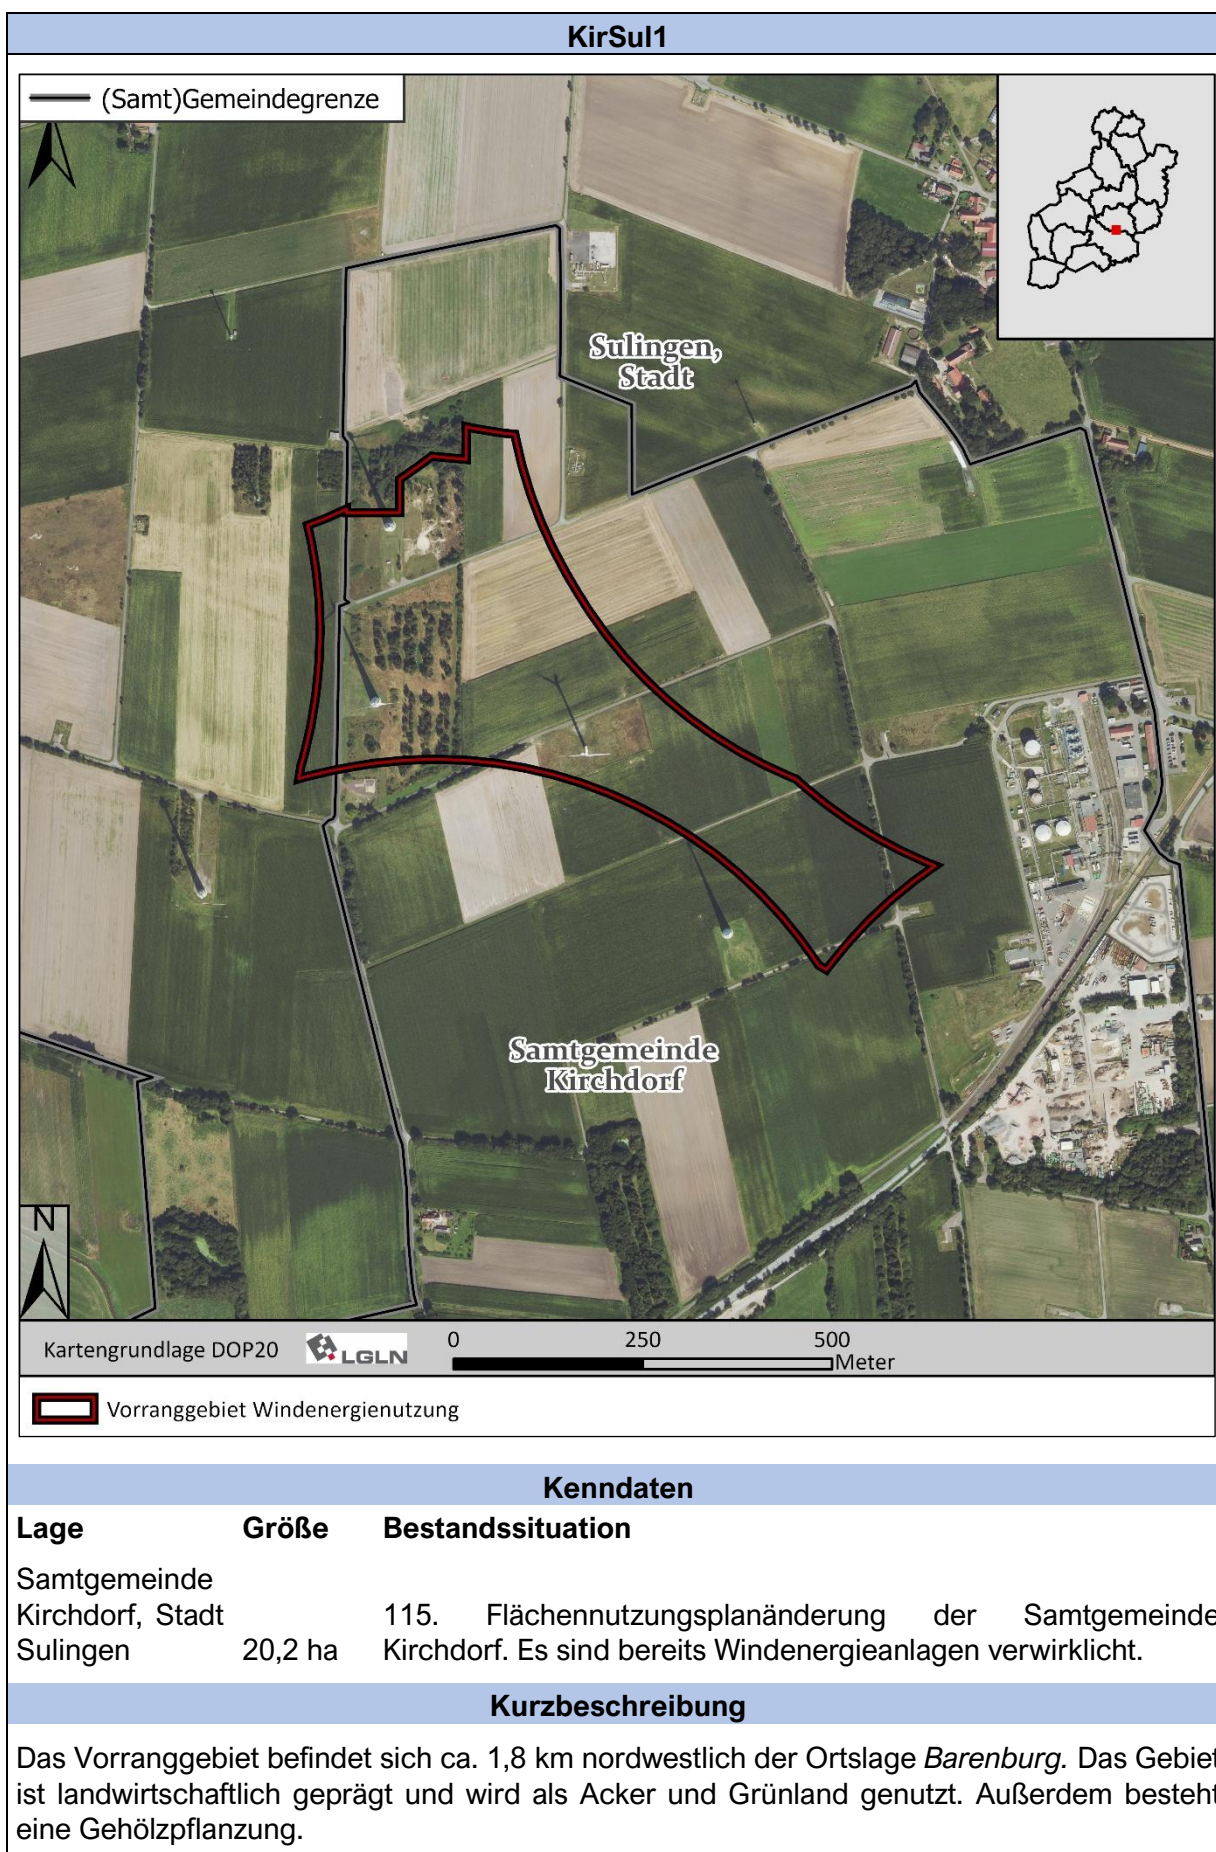 KirSul1
(Samt)Gemeindegrenze
Sulingen,
Stadt
Samtgemeinde
Kirchdorf
N
Kartengrundlage DOP20
LGLN
0 250 500
Meter
Vorranggebiet Windenergienutzung
Kenndaten
Lage Größe Bestandssituation
Samtgemeinde
Kirchdorf, Stadt 115. Flächennutzungsplanänderung der Samtgemeinde
Sulingen 20,2 ha Kirchdorf. Es sind bereits Windenergieanlagen verwirklicht.
Kurzbeschreibung
Das Vorranggebiet befindet sich ca. 1,8 km nordwestlich der Ortslage Barenburg. Das Gebiet
ist landwirtschaftlich geprägt und wird als Acker und Grünland genutzt. Außerdem besteht
eine Gehölzpflanzung.